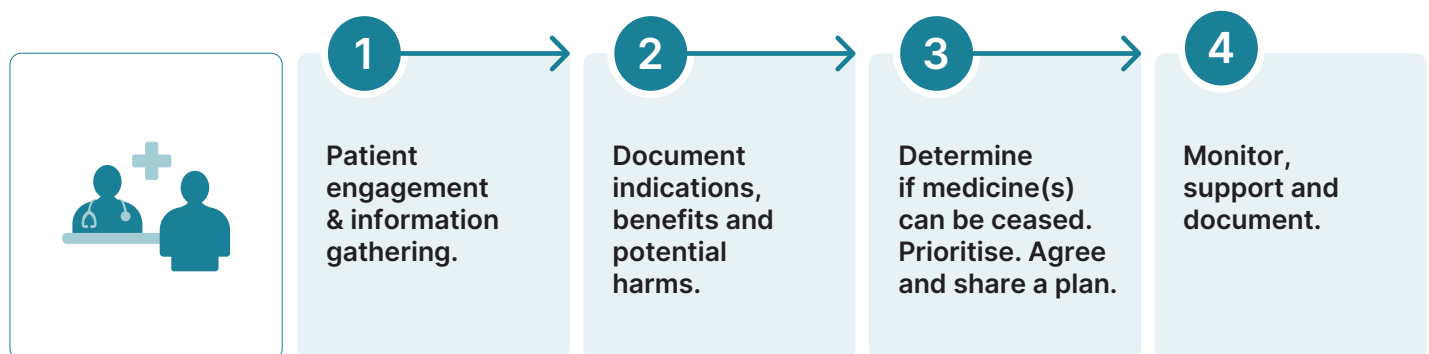 1
Patient
engagement
& information
gathering.
2
Document
indications,
benefits and
potential
harms.
3
Determine
if medicine(s)
can be ceased.
Prioritise. Agree
and share a plan.
4
Monitor,
support and
document.